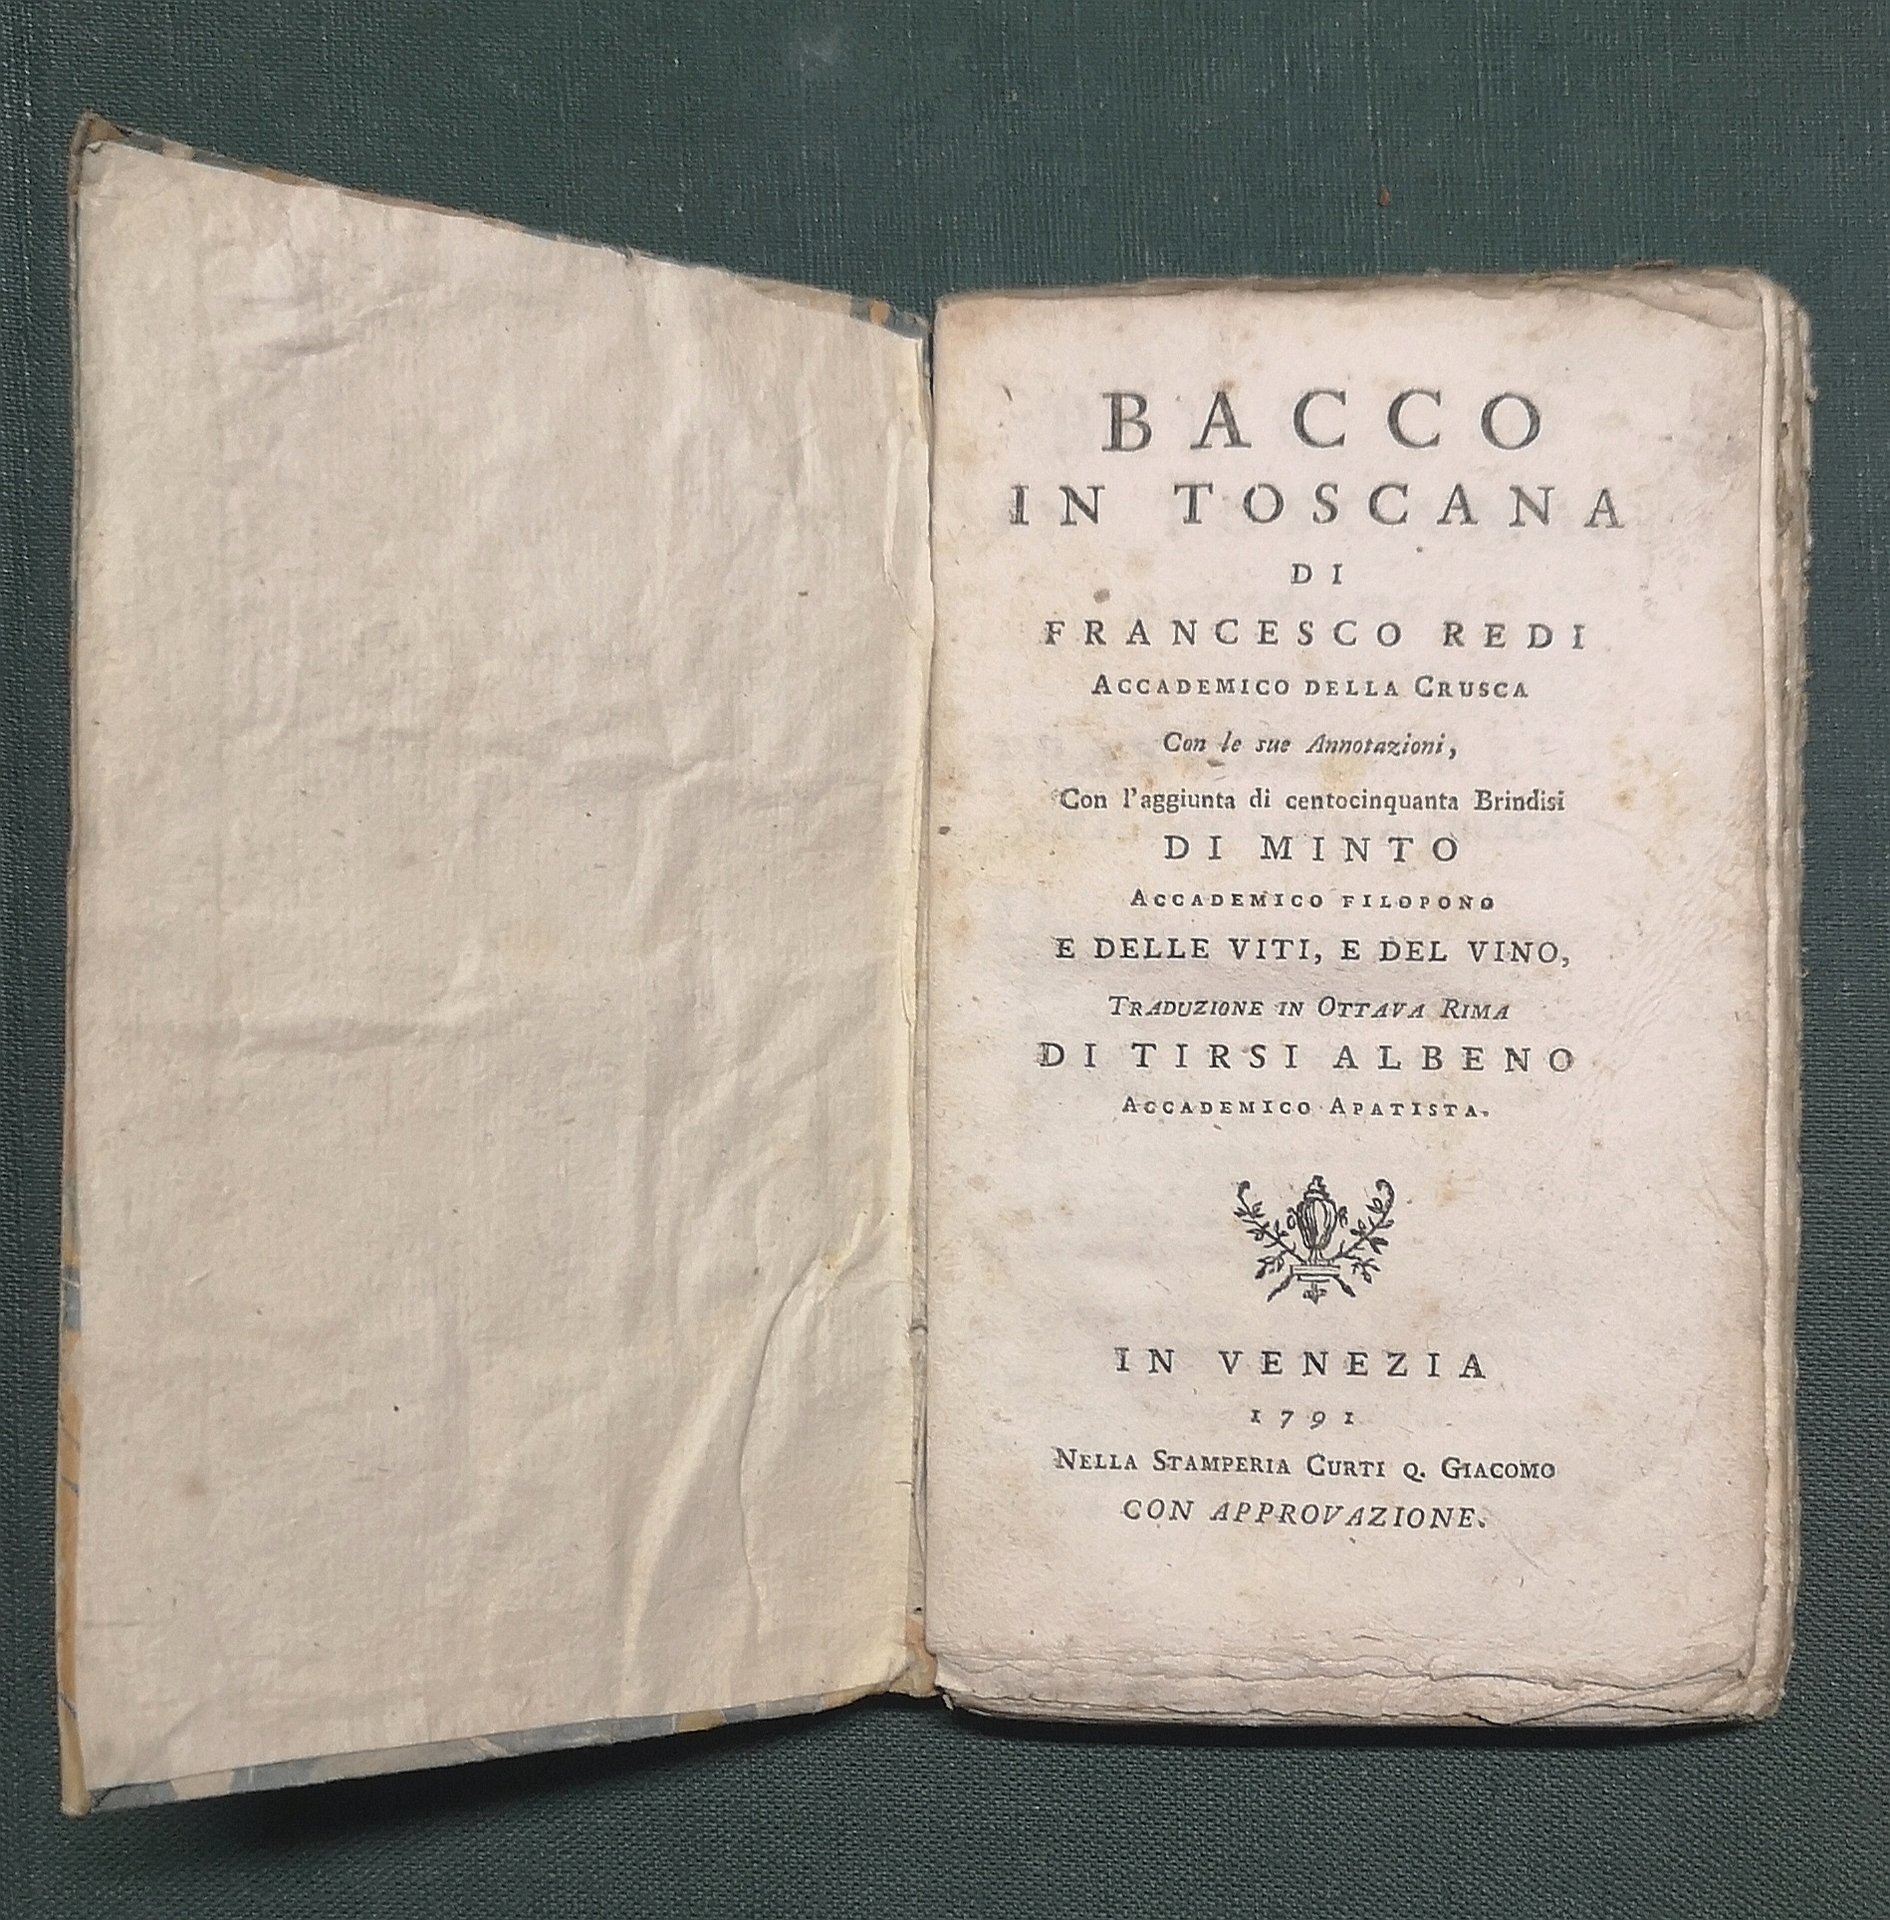 BACCO
IN TOSCANA
DI
FRANCESCO REDI
ACCADEMICO DELLA CRUSCA
Con le sue Annotazioni,
Con l'aggiunta di centocinquanta Brindisi
DI MINTO
ACCADEMICO FILOPONO
E DELLE VITI, E DEL VINO,
TRADUZIONE IN OTTAVA RIMA
DI TIRSI ALBENO
ACCADEMICO APATISTA.
IN VENEZIA
1791
NELLA STAMPERIA CURTI Q. GIACOMO
CON APPROVAZIONE.